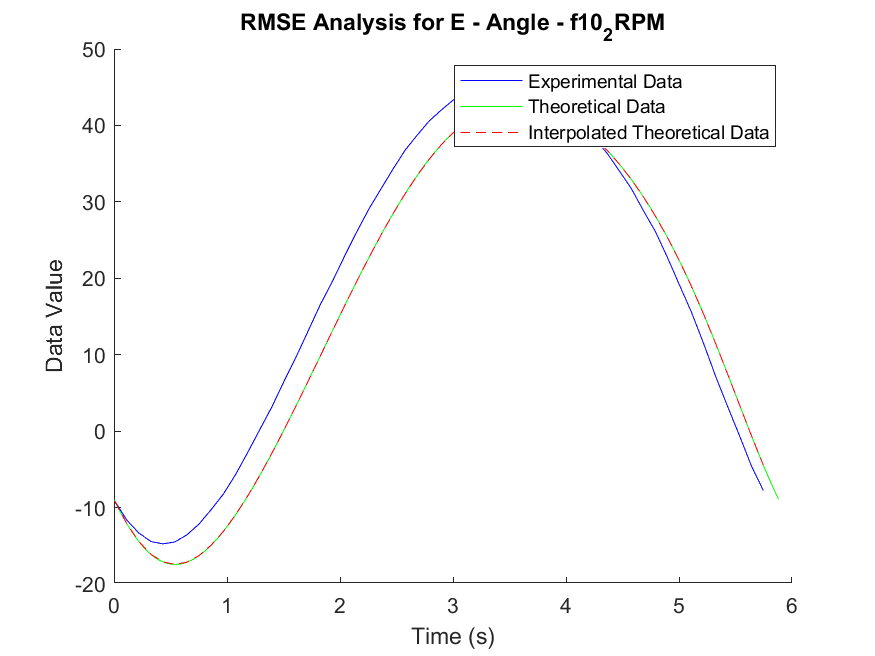 RMSE Analysis for E - Angle - f10₂RPM
50
40
30
20
10
0
-10
-20
Data Value
Experimental Data
Theoretical Data
Interpolated Theoretical Data
0 1 2 3 4 5 6
Time (s)